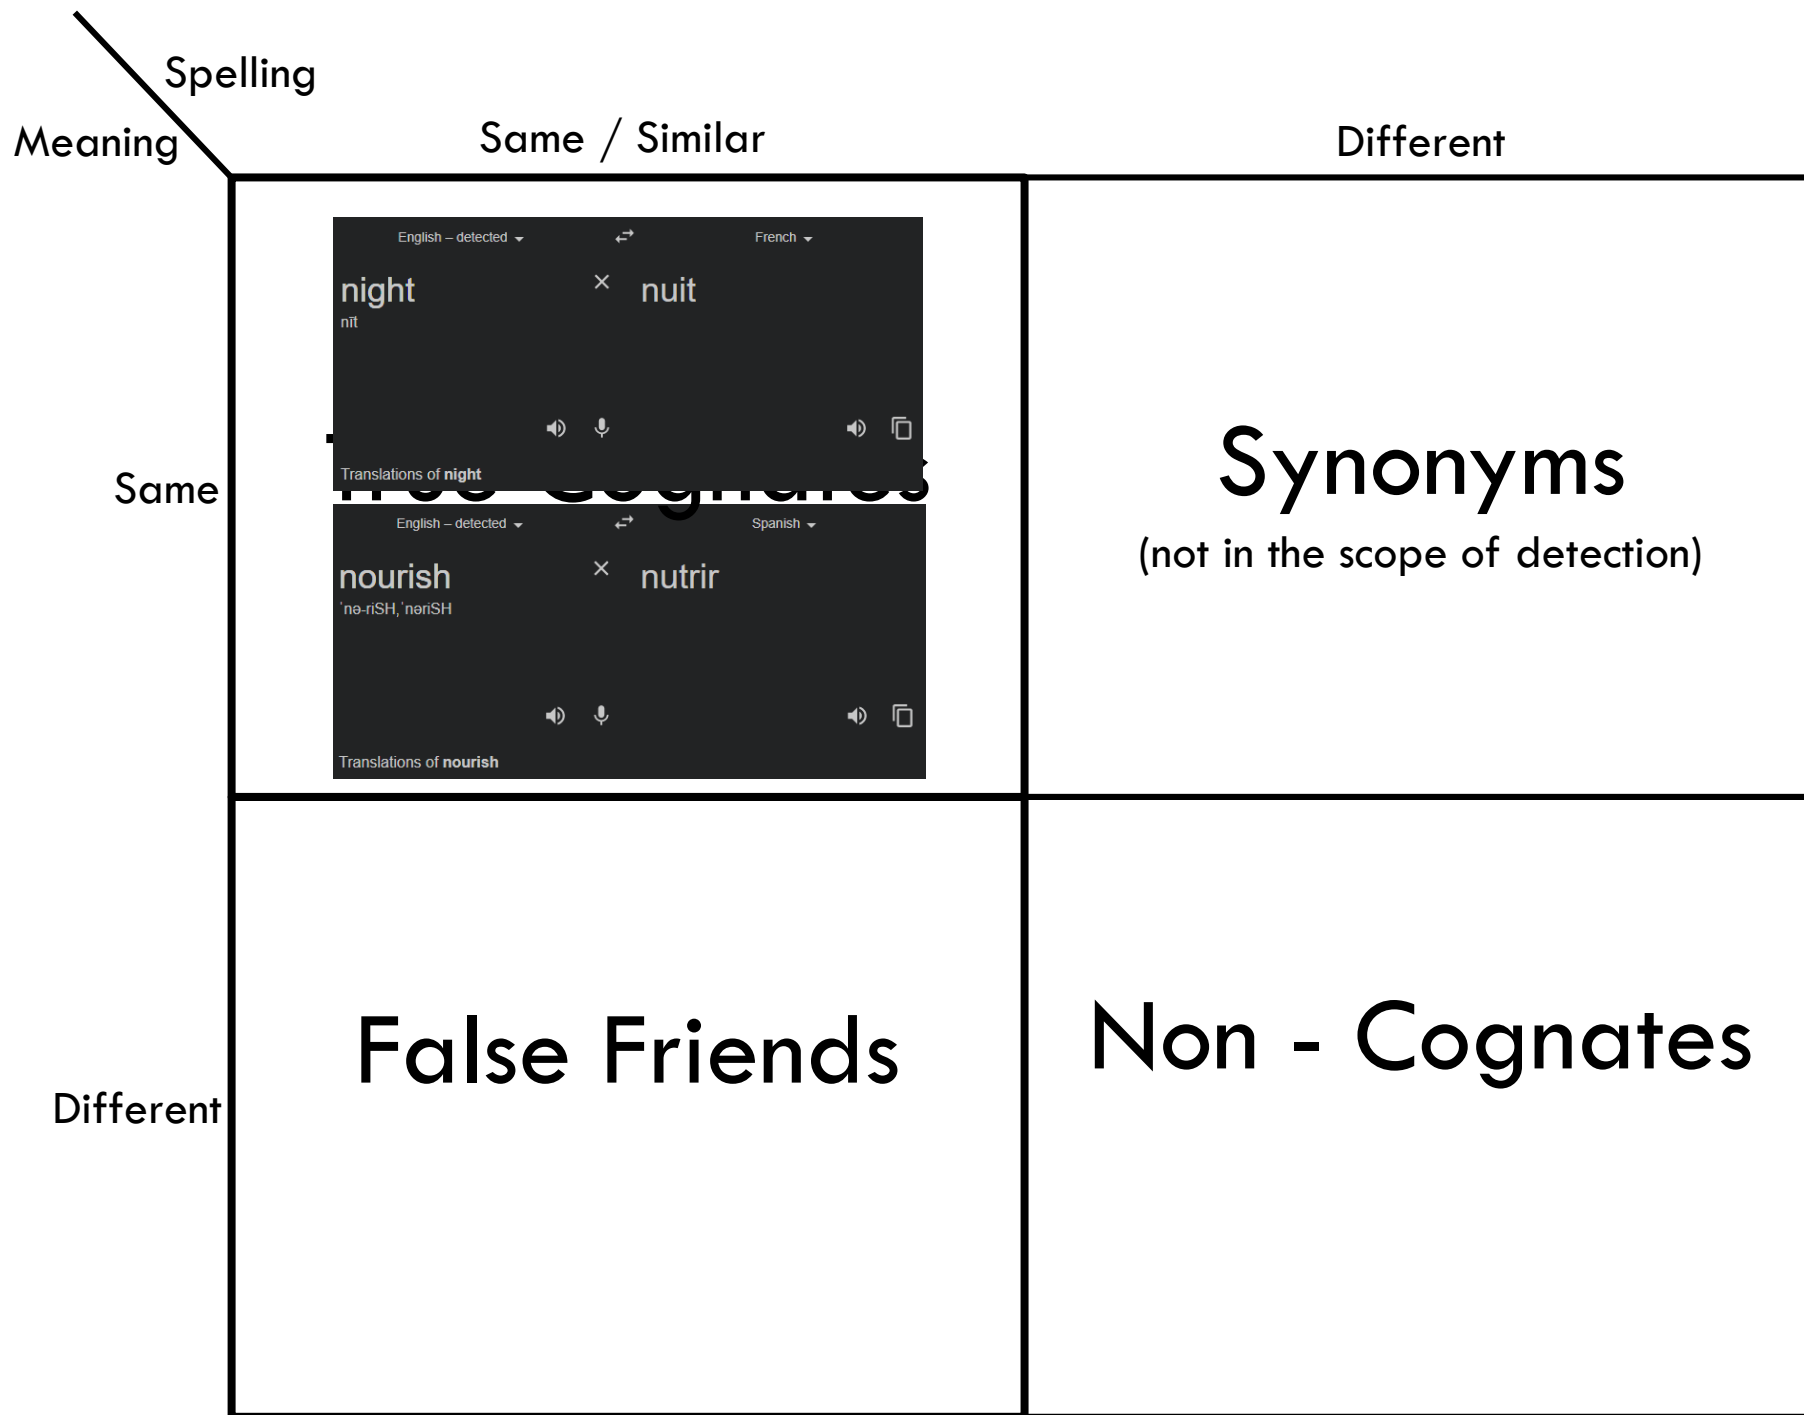 Spelling
Meaning
Same / Similar
Different
English – detected
French
night
nuit
nīt
Translations of night
True Cognates
English – detected
Spanish
nourish
nutrir
ˈnə-riSH, ˈnəriSH
Translations of nourish
Same
Synonyms
(not in the scope of detection)
Different
False Friends
Non - Cognates